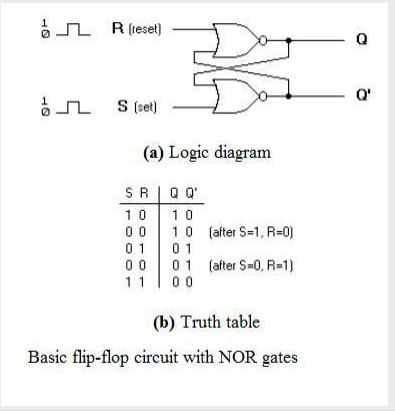 1
0 R (reset) Q
1
0 S (set) Q'
(a) Logic diagram
S R Q Q'
1 0 1 0
0 0 1 0 (after S=1, R=0)
0 1 0 1
0 0 0 1 (after S=0, R=1)
1 1 0 0
(b) Truth table
Basic flip-flop circuit with NOR gates